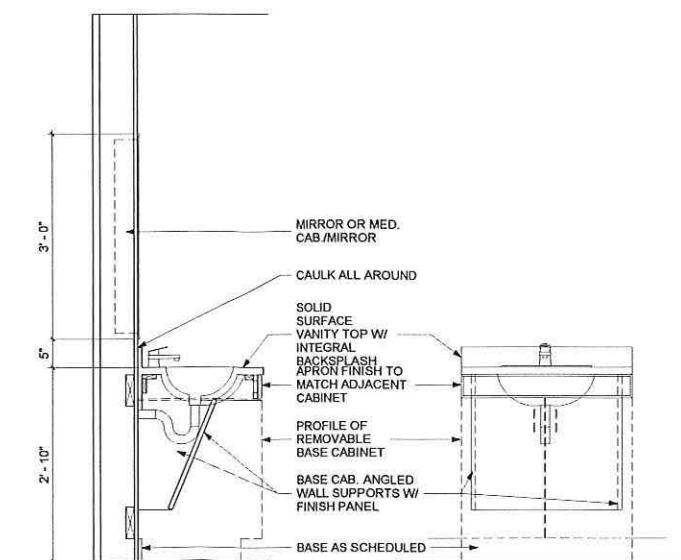 3'- 0"
MIRROR OR MED.
CAB./MIRROR
CAULK ALL AROUND
SOLID
SURFACE
VANITY TOP W/
INTEGRAL
BACKSPLASH
5"
APRON FINISH TO
MATCH ADJACENT
CABINET
PROFILE OF
REMOVABLE
BASE CABINET
2'- 10"
BASE CAB. ANGLED
WALL SUPPORTS W/
FINISH PANEL
BASE AS SCHEDULED